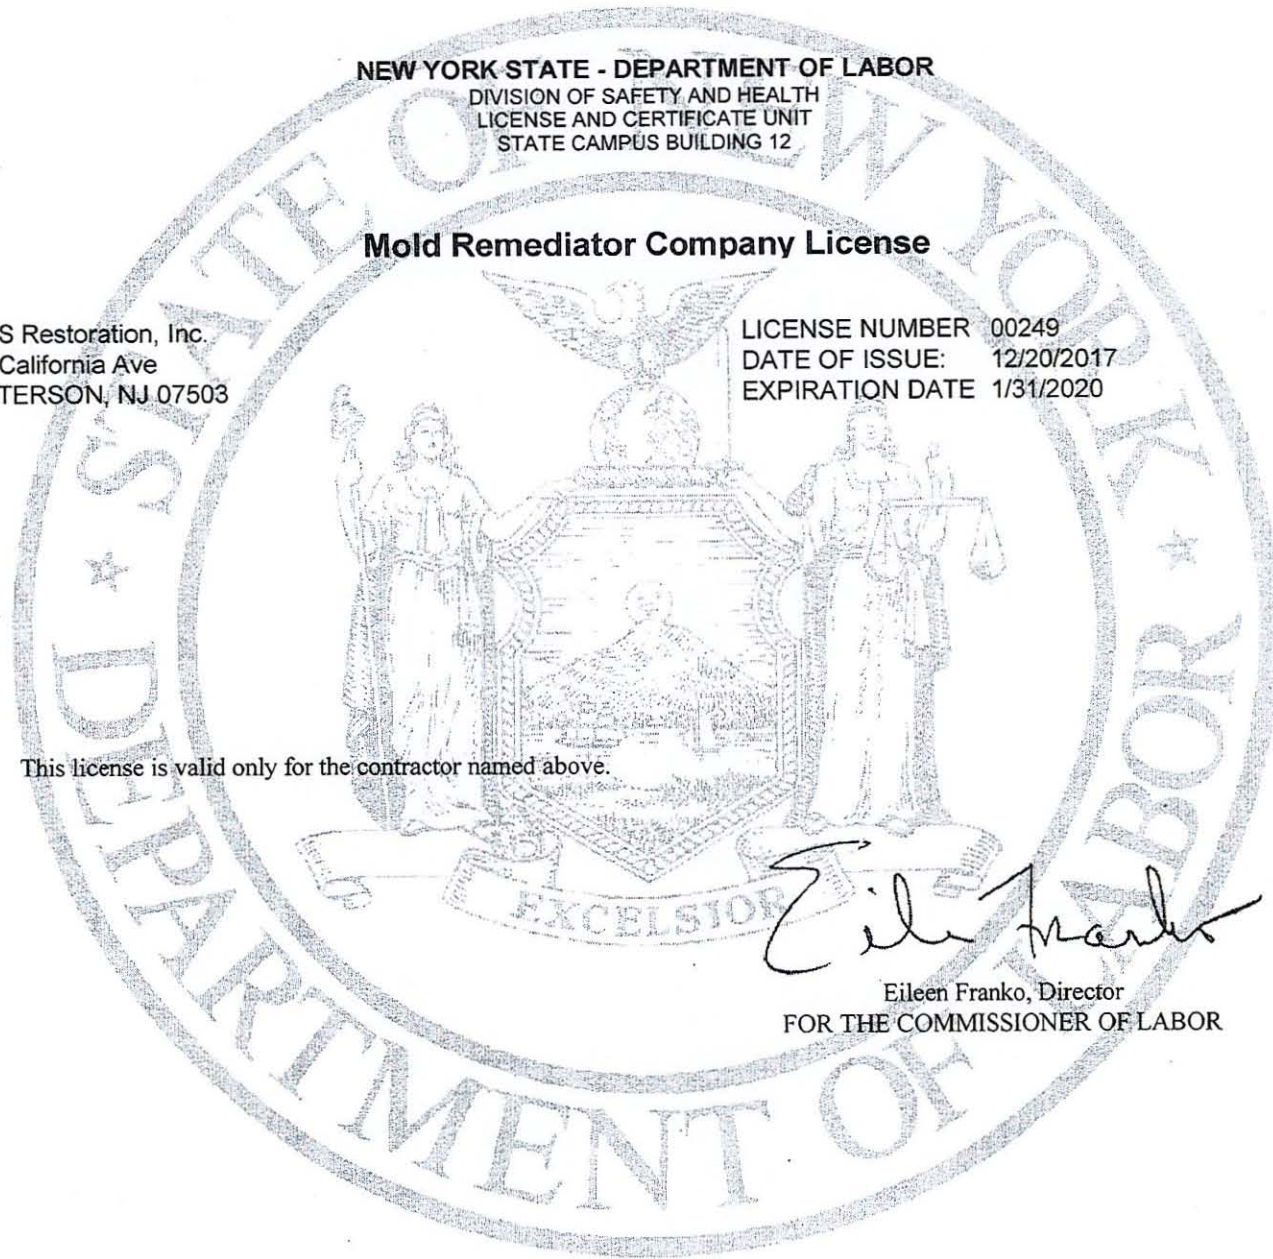 NEW YORK STATE - DEPARTMENT OF LABOR
DIVISION OF SAFETY AND HEALTH
LICENSE AND CERTIFICATE UNIT
STATE CAMPUS BUILDING 12
Mold Remediator Company License
S Restoration, Inc.
California Ave
TERSON, NJ 07503
LICENSE NUMBER 00249
DATE OF ISSUE: 12/20/2017
EXPIRATION DATE 1/31/2020
This license is valid only for the contractor named above.
EXCELSIOR
Eileen Franko
Eileen Franko, Director
FOR THE COMMISSIONER OF LABOR
STATE OF NEW YORK
DEPARTMENT OF LABOR